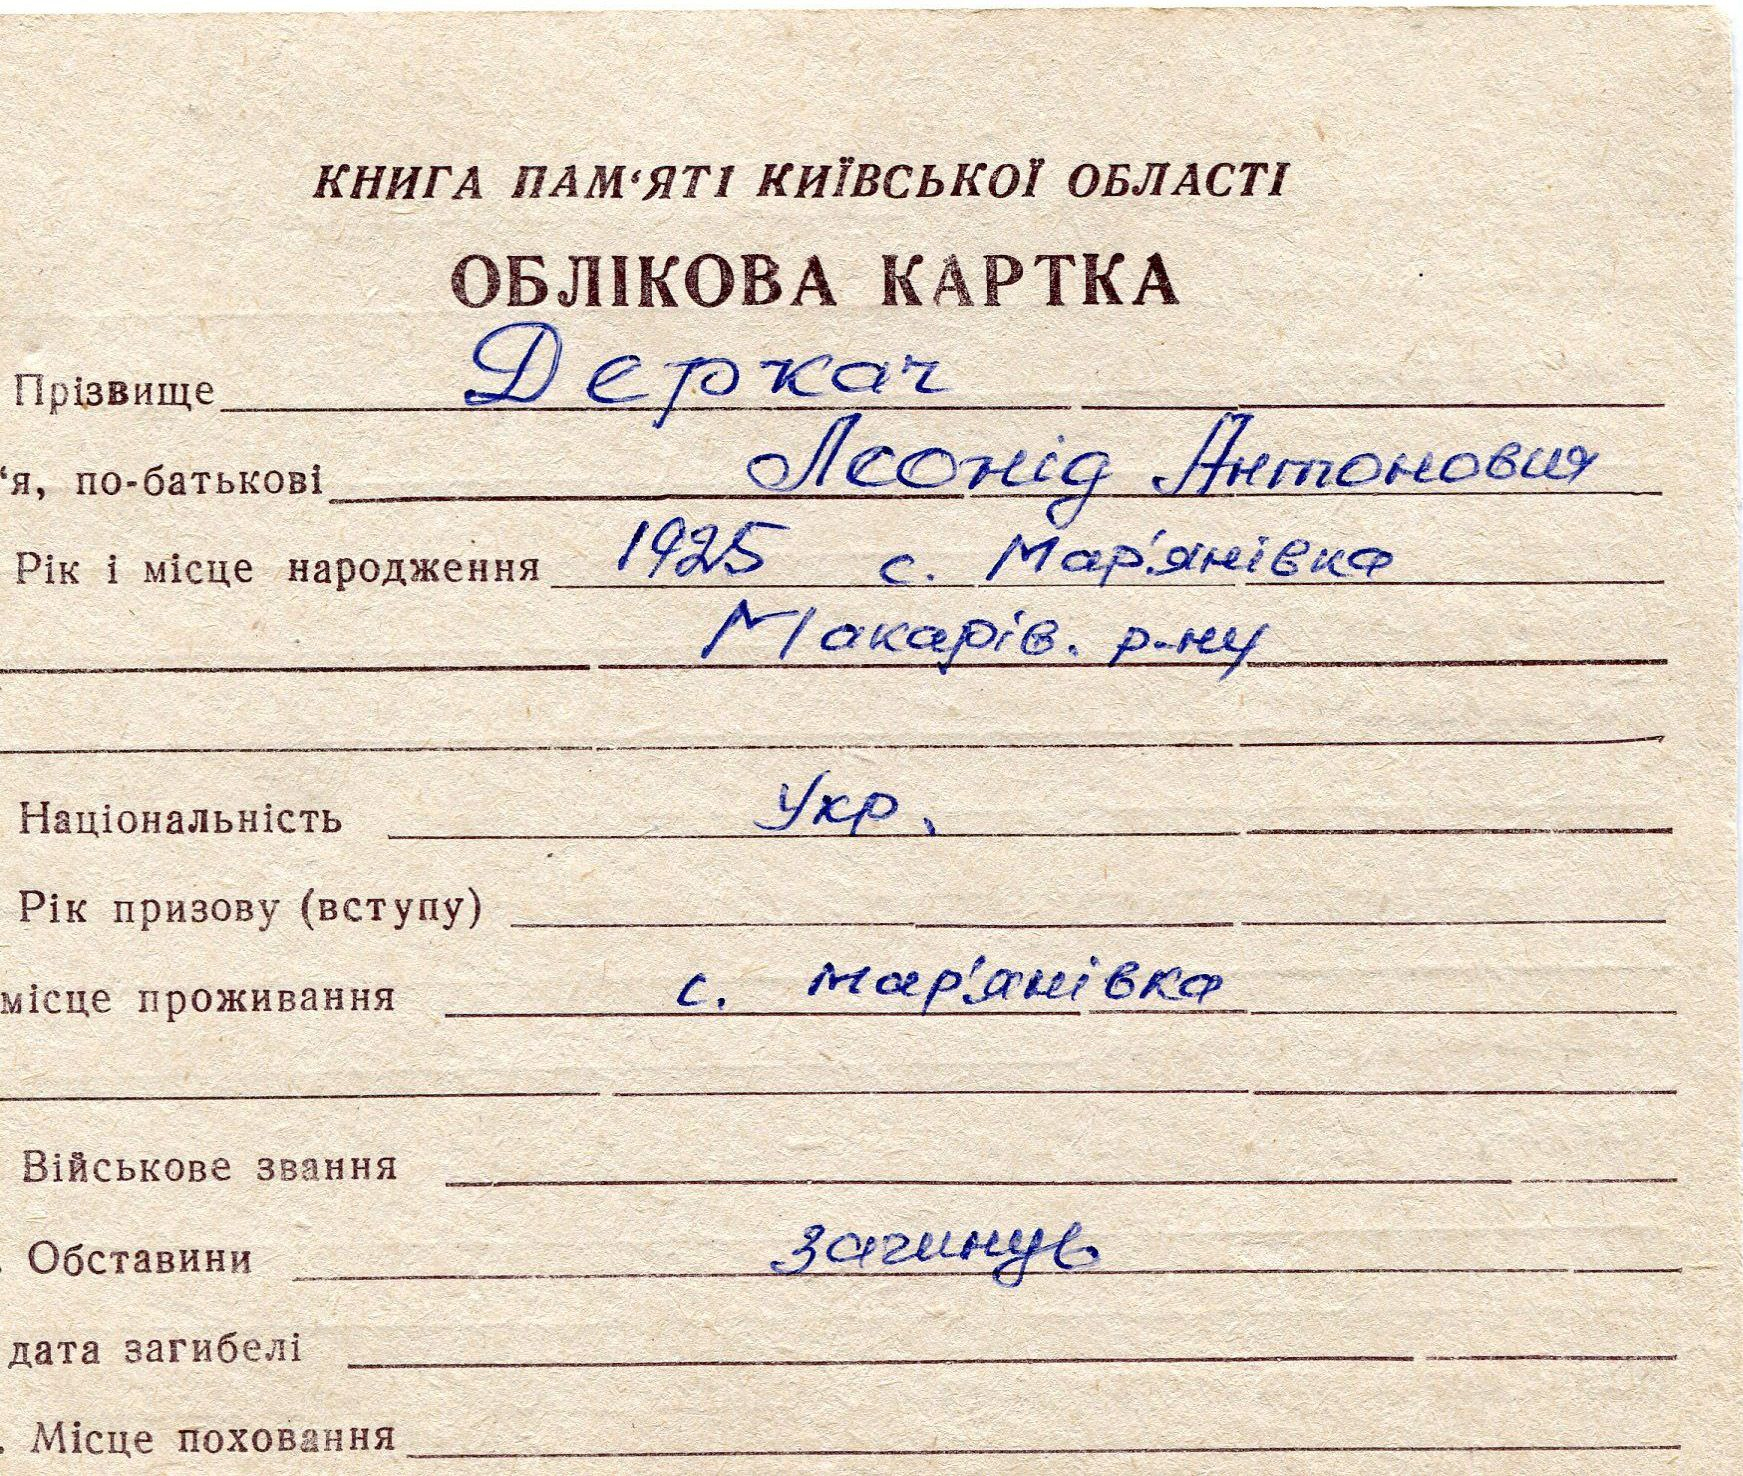 КНИГА ПАМ‘ЯТІ КИЇВСЬКОЇ ОБЛАСТІ
ОБЛІКОВА КАРТКА
Прізвище Деркач
‘я, по-батькові Леонід Антонович
Рік і місце народження 1925 с. Мар'янівка
Макарів. р-ну
Національність Укр.
Рік призову (вступу)
місце проживання с. Мар'янівка
Військове звання
. Обставини загинув
дата загибелі
. Місце поховання